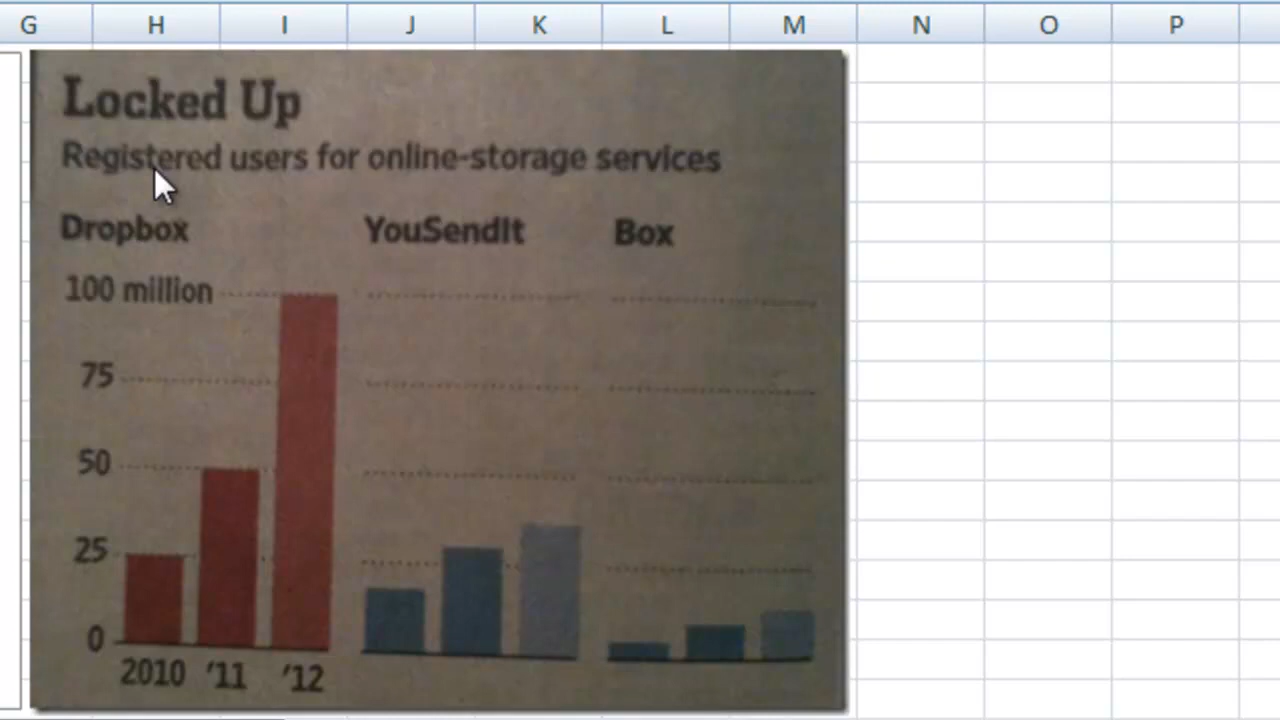 G H I J K L M N O P
Locked Up
Registered users for online-storage services
Dropbox YouSendIt Box
100 million
75
50
25
0
2010 '11 '12